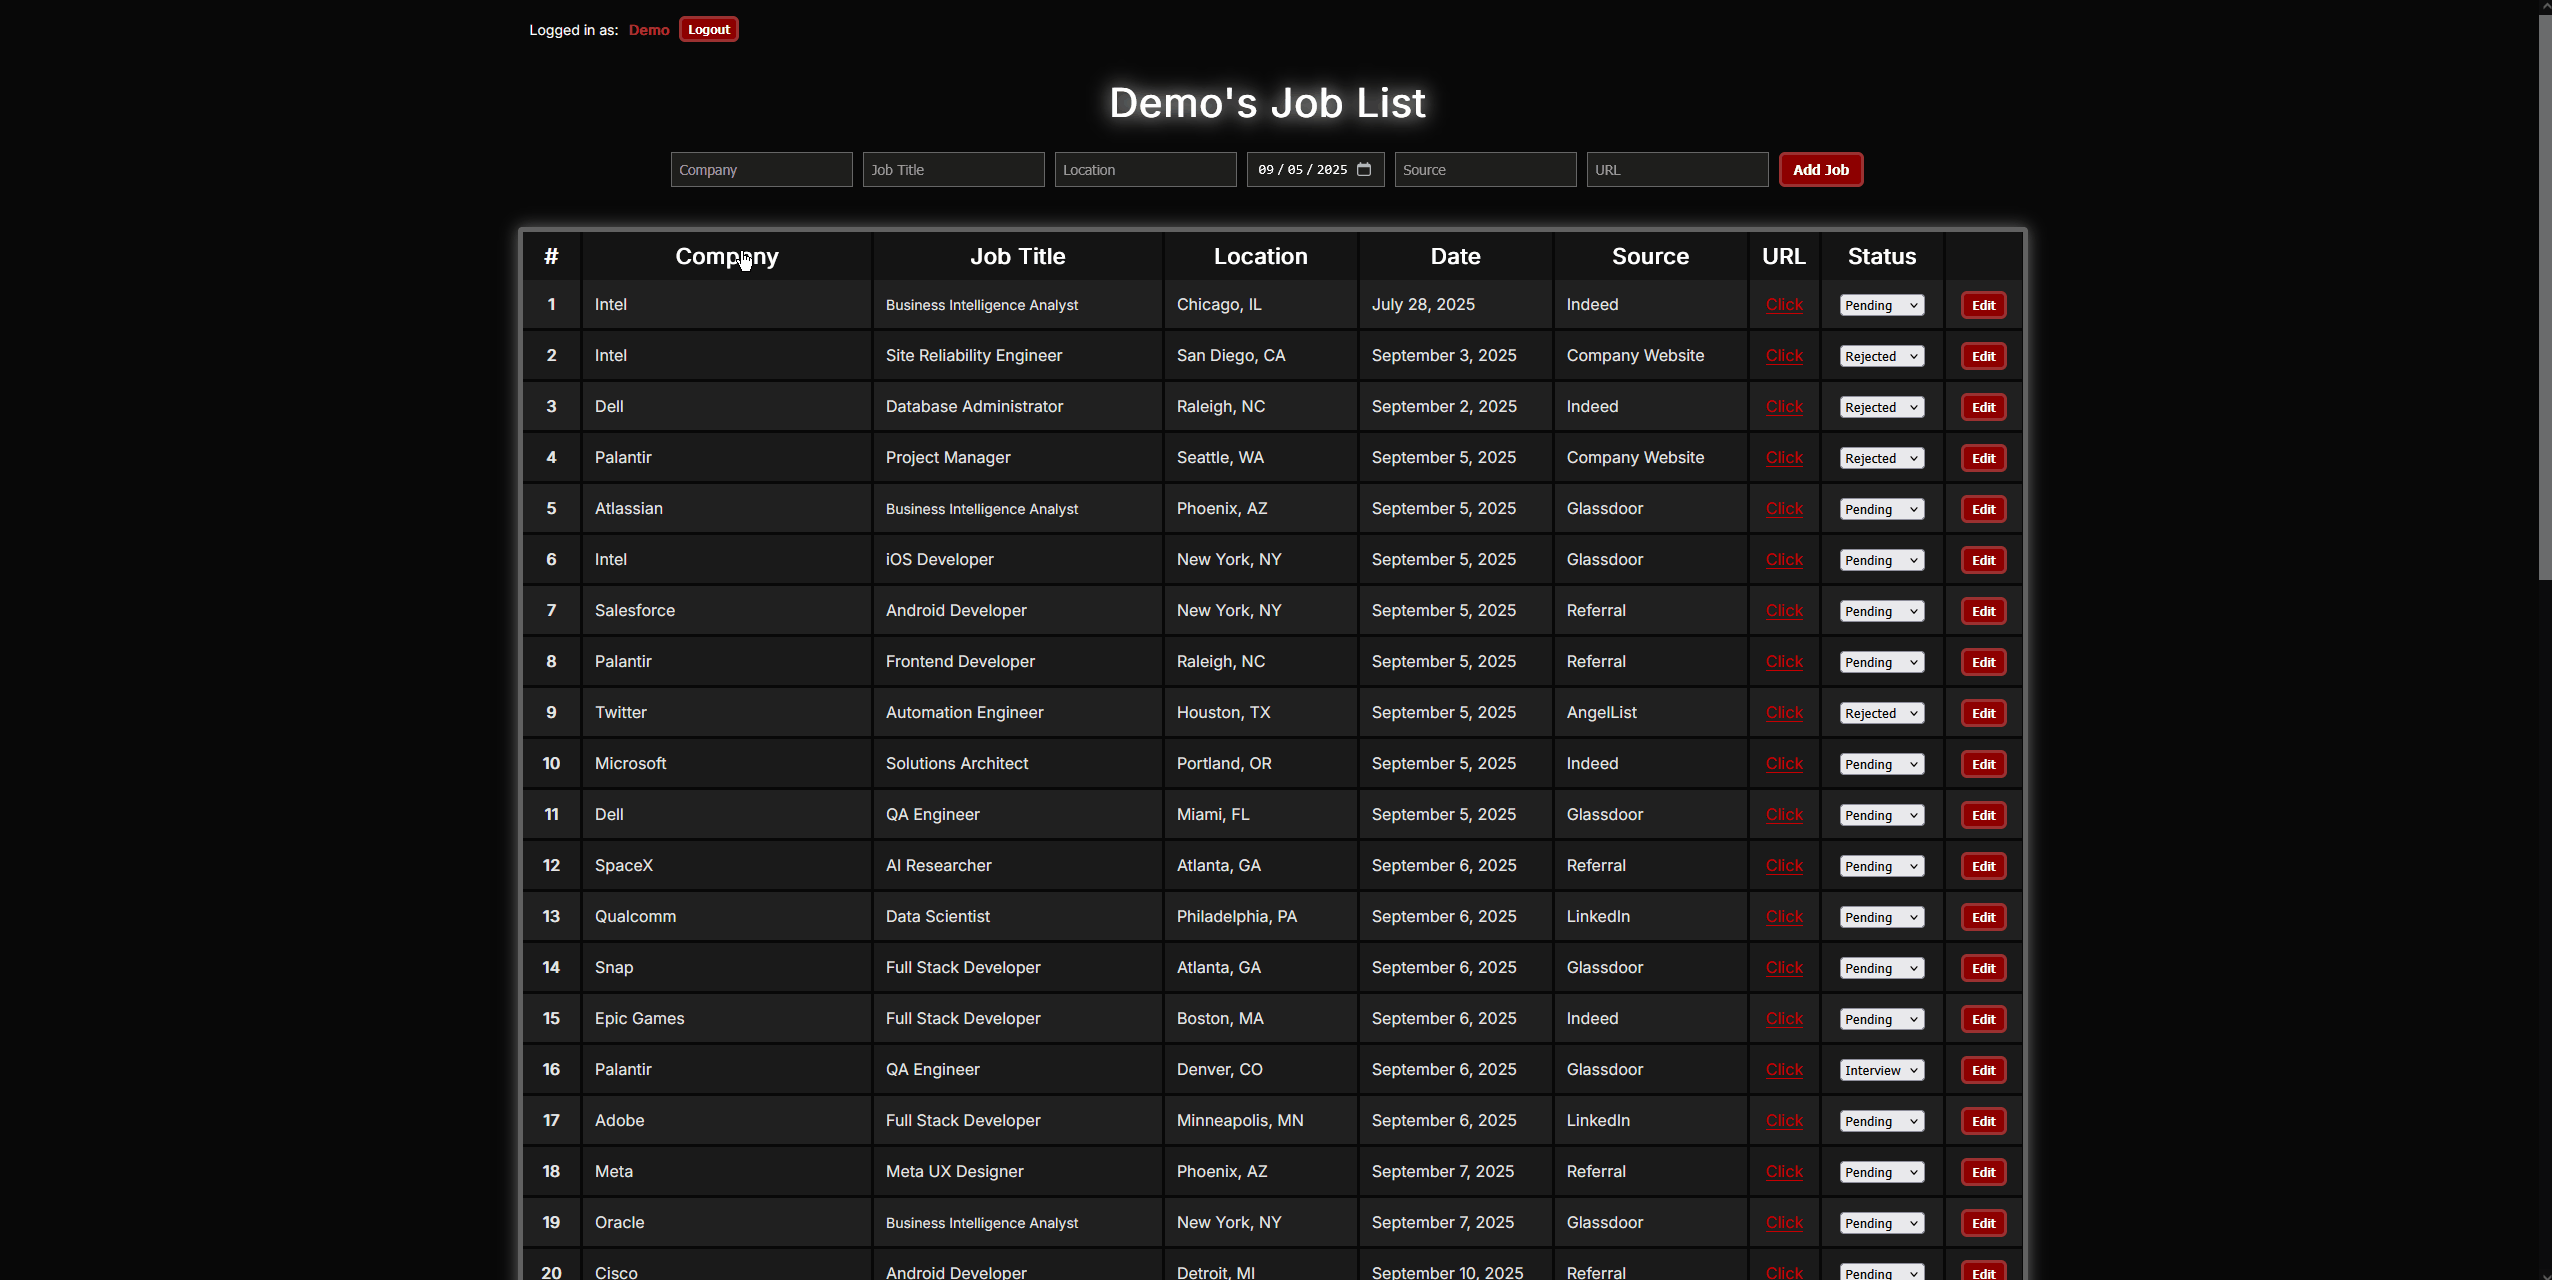 Logged in as: Demo Logout
Demo's Job List
Company Job Title Location 09 / 05 / 2025 Source URL Add Job
# Company Job Title Location Date Source URL Status
1 Intel Business Intelligence Analyst Chicago, IL July 28, 2025 Indeed Click Pending Edit
2 Intel Site Reliability Engineer San Diego, CA September 3, 2025 Company Website Click Rejected Edit
3 Dell Database Administrator Raleigh, NC September 2, 2025 Indeed Click Rejected Edit
4 Palantir Project Manager Seattle, WA September 5, 2025 Company Website Click Rejected Edit
5 Atlassian Business Intelligence Analyst Phoenix, AZ September 5, 2025 Glassdoor Click Pending Edit
6 Intel iOS Developer New York, NY September 5, 2025 Glassdoor Click Pending Edit
7 Salesforce Android Developer New York, NY September 5, 2025 Referral Click Pending Edit
8 Palantir Frontend Developer Raleigh, NC September 5, 2025 Referral Click Pending Edit
9 Twitter Automation Engineer Houston, TX September 5, 2025 AngelList Click Rejected Edit
10 Microsoft Solutions Architect Portland, OR September 5, 2025 Indeed Click Pending Edit
11 Dell QA Engineer Miami, FL September 5, 2025 Glassdoor Click Pending Edit
12 SpaceX AI Researcher Atlanta, GA September 6, 2025 Referral Click Pending Edit
13 Qualcomm Data Scientist Philadelphia, PA September 6, 2025 LinkedIn Click Pending Edit
14 Snap Full Stack Developer Atlanta, GA September 6, 2025 Glassdoor Click Pending Edit
15 Epic Games Full Stack Developer Boston, MA September 6, 2025 Indeed Click Pending Edit
16 Palantir QA Engineer Denver, CO September 6, 2025 Glassdoor Click Interview Edit
17 Adobe Full Stack Developer Minneapolis, MN September 6, 2025 LinkedIn Click Pending Edit
18 Meta Meta UX Designer Phoenix, AZ September 7, 2025 Referral Click Pending Edit
19 Oracle Business Intelligence Analyst New York, NY September 7, 2025 Glassdoor Click Pending Edit
20 Cisco Android Developer Detroit, MI September 10, 2025 Referral Click Pending Edit